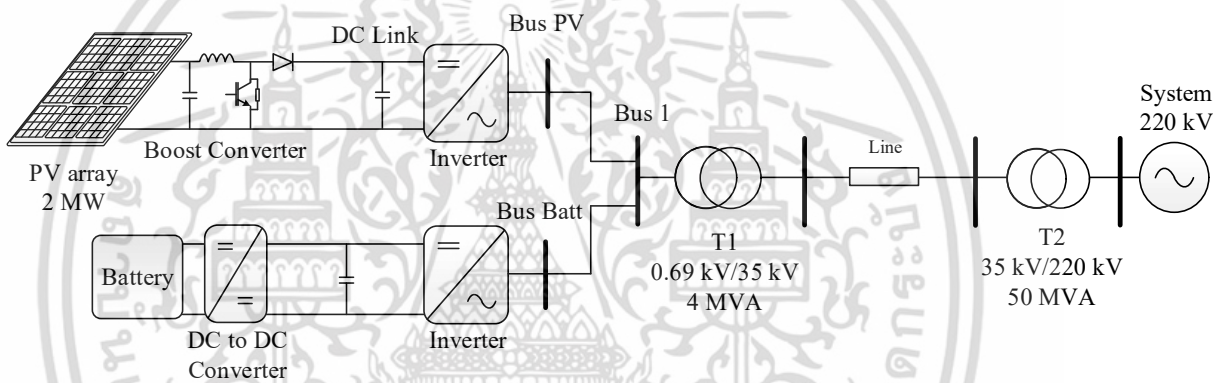 DC Link
Bus PV
Boost Converter
Inverter
PV array
2 MW
Bus 1
Line
System
220 kV
Bus Batt
Battery
DC to DC
Converter
Inverter
T1
0.69 kV/35 kV
4 MVA
T2
35 kV/220 kV
50 MVA